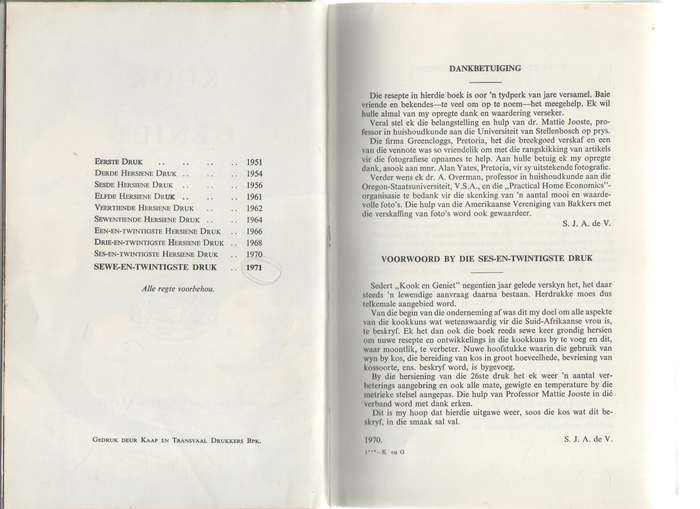 EERSTE DRUK .. .. .. .. 1951
DERDE HERSIENE DRUK .. .. .. 1954
SESDE HERSIENE DRUK .. .. .. 1956
ELFDE HERSIENE DRUK .. .. .. 1961
VEERTIENDE HERSIENE DRUK .. .. 1962
SEWENTIENDE HERSIENE DRUK .. .. 1964
EEN-EN-TWINTIGSTE HERSIENE DRUK .. 1966
DRIE-EN-TWINTIGSTE HERSIENE DRUK .. 1968
SES-EN-TWINTIGSTE HERSIENE DRUK .. 1970
SEWE-EN-TWINTIGSTE DRUK .. 1971
Alle regte voorbehou.
GEDRUK DEUR KAAP EN TRANSVAAL DRUKKERS BPK.
DANKBETUIGING
Die resepte in hierdie boek is oor 'n tydperk van jare versamel. Baie
vriende en bekendes—te veel om op te noem—het meegehelp. Ek wil
hulle almal van my opregte dank en waardering verseker.
Veral stel ek die belangstelling en hulp van dr. Mattie Jooste, pro-
fessor in huishoudkunde aan die Universiteit van Stellenbosch op prys.
Die firma Greencloggs, Pretoria, het die breekgoed verskaf en een
van die vennote was so vriendelik om met die rangskikking van artikels
vir die fotografiese opnames te help. Aan hulle betuig ek my opregte
dank, asook aan mnr. Alan Yates, Pretoria, vir sy uitstekende fotografie.
Verder wens ek dr. A. Overman, professor in huishoudkunde aan die
Oregon-Staatsuniversiteit, V.S.A., en die „Practical Home Economics"-
organisasie te bedank vir die skenking van 'n aantal mooi en waarde-
volle foto's. Die hulp van die Amerikaanse Vereniging van Bakkers met
die verskaffing van foto's word ook gewaardeer.
S. J. A. de V.
VOORWOORD BY DIE SES-EN-TWINTIGSTE DRUK
Sedert „Kook en Geniet" negentien jaar gelede verskyn het, het daar
steeds 'n lewendige aanvraag daarna bestaan. Herdrukke moes dus
telkemale aangebied word.
Van die begin van die onderneming af was dit my doel om alle aspekte
van die kookkuns wat wetenswaardig vir die Suid-Afrikaanse vrou is,
te beskryf. Ek het dan ook die boek reeds sewe keer grondig hersien
om nuwe resepte en ontwikkelings in die kookkuns by te voeg en dit,
waar moontlik, te verbeter. Nuwe hoofstukke waarin die gebruik van
wyn by kos, die bereiding van kos in groot hoeveelhede, bevriesing van
kossoorte, ens. beskryf word, is bygevoeg.
By die hersiening van die 26ste druk het ek weer 'n aantal ver-
beterings aangebring en ook alle mate, gewigte en temperature by die
metrieke stelsel aangepas. Die hulp van Professor Mattie Jooste in dié
verband word met dank erken.
Dit is my hoop dat hierdie uitgawe weer, soos die kos wat dit be-
skryf, in die smaak sal val.
1970. S. J. A. de V.
K. en G